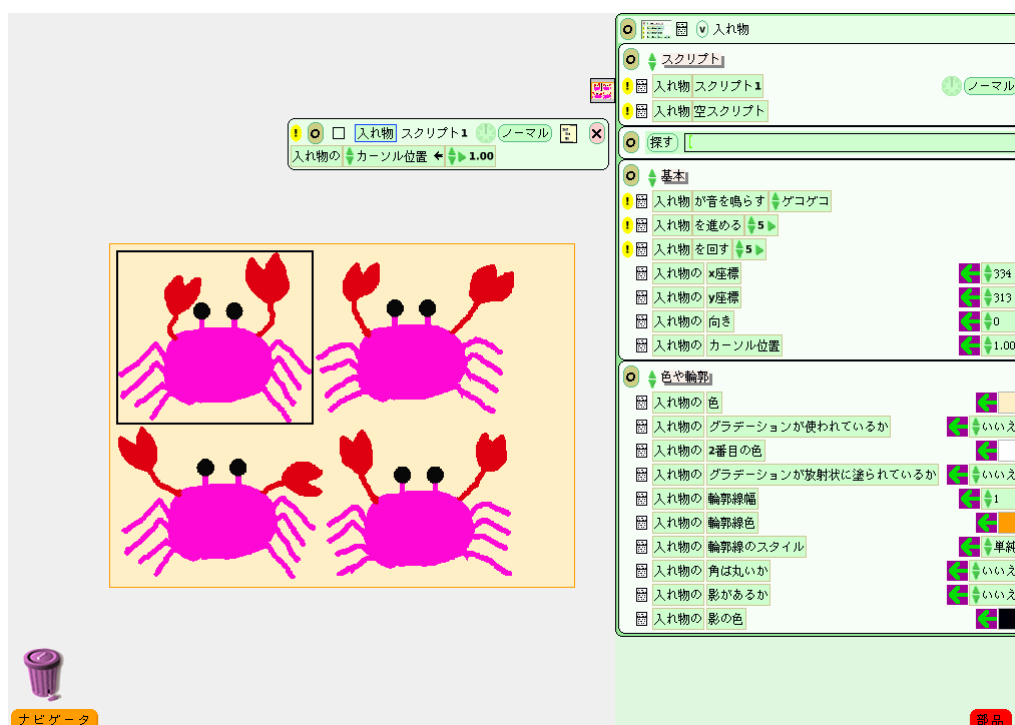 入れ物
スクリプト
入れ物 スクリプト1 ノーマル
入れ物 空スクリプト
入れ物 スクリプト1 ノーマル
入れ物の カーソル位置 1.00
探す
基本
入れ物 が音を鳴らす ゲコゲコ
入れ物 を進める 5
入れ物 を回す 5
入れ物の x座標 334
入れ物の y座標 313
入れ物の 向き 0
入れ物の カーソル位置 1.00
色や輪郭
入れ物の 色
入れ物の グラデーションが使われているか いいえ
入れ物の 2番目の色
入れ物の グラデーションが放射状に塗られているか いいえ
入れ物の 輪郭線幅 1
入れ物の 輪郭線色
入れ物の 輪郭線のスタイル 単純
入れ物の 角は丸いか いいえ
入れ物の 影があるか いいえ
入れ物の 影の色
ナビゲータ
部品